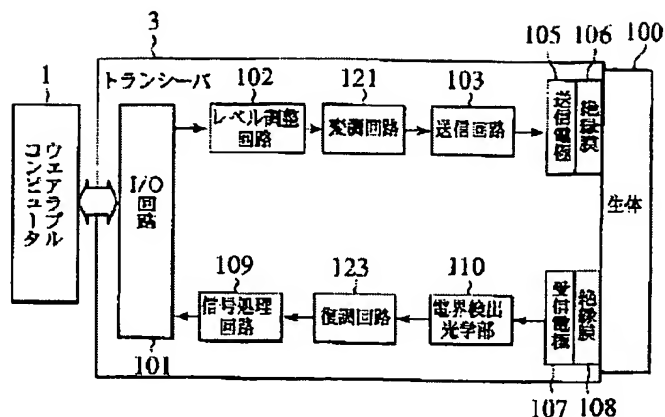 3
100
トランシーバ
105
106
1
102
121
103
レベル調整
回路
変調回路
送信回路
送信電極
絶縁膜
ウエアラブル
コンピュータ
I/O
回路
生体
109
123
110
信号処理
回路
復調回路
電界検出
光学部
受信電極
絶縁膜
101
107
108